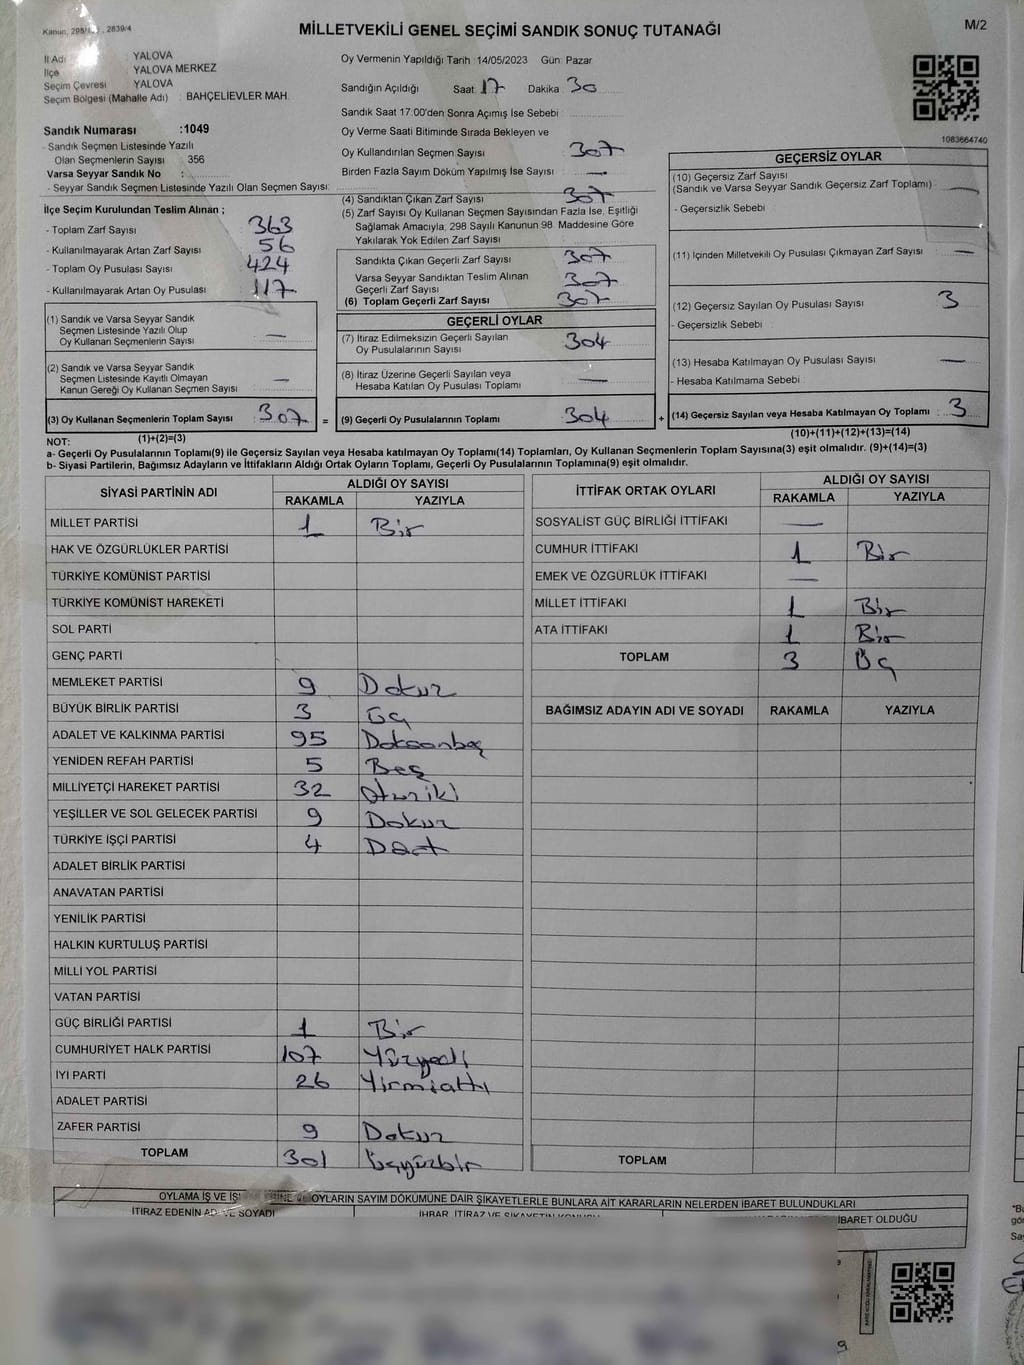 Kanun, 298/1 , 2839/4
MİLLETVEKİLİ GENEL SEÇİMİ SANDIK SONUÇ TUTANAĞI
M/2
İl Adı : YALOVA
İlçe YALOVA MERKEZ
Seçim Çevresi YALOVA
Seçim Bölgesi (Mahalle Adı) : BAHÇELİEVLER MAH.
Sandık Numarası :1049
- Sandık Seçmen Listesinde Yazılı
Olan Seçmenlerin Sayısı 356
Varsa Seyyar Sandık No :
- Seyyar Sandık Seçmen Listesinde Yazılı Olan Seçmen Sayısı:
Oy Vermenin Yapıldığı Tarih :14/05/2023 Gün: Pazar
Sandığın Açıldığı Saat: 17 Dakika : 30
Sandık Saat 17:00'den Sonra Açımış İse Sebebi :
Oy Verme Saati Bitiminde Sırada Bekleyen ve
Oy Kullandırılan Seçmen Sayısı : 307
Birden Fazla Sayım Döküm Yapılmış İse Sayısı : —
1083664740
İlçe Seçim Kurulundan Teslim Alınan ;
- Toplam Zarf Sayısı : 363
- Kullanılmayarak Artan Zarf Sayısı : 56
- Toplam Oy Pusulası Sayısı : 424
- Kullanılmayarak Artan Oy Pusulası : 117
(4) Sandıktan Çıkan Zarf Sayısı : 307
(5) Zarf Sayısı Oy Kullanan Seçmen Sayısından Fazla İse, Eşitliği
Sağlamak Amacıyla, 298 Sayılı Kanunun 98 Maddesine Göre
Yakılarak Yok Edilen Zarf Sayısı :
Sandıkta Çıkan Geçerli Zarf Sayısı : 307
Varsa Seyyar Sandıktan Teslim Alınan
Geçerli Zarf Sayısı : 307
(6) Toplam Geçerli Zarf Sayısı : 307
GEÇERSİZ OYLAR
(10) Geçersiz Zarf Sayısı
(Sandık ve Varsa Seyyar Sandık Geçersiz Zarf Toplamı) : —
- Geçersizlik Sebebi :
(11) İçinden Milletvekili Oy Pusulası Çıkmayan Zarf Sayısı : —
(12) Geçersiz Sayılan Oy Pusulası Sayısı : 3
- Geçersizlik Sebebi :
(13) Hesaba Katılmayan Oy Pusulası Sayısı : —
- Hesaba Katılmama Sebebi :
(14) Geçersiz Sayılan veya Hesaba Katılmayan Oy Toplamı : 3
(10)+(11)+(12)+(13)=(14)
(1) Sandık ve Varsa Seyyar Sandık
Seçmen Listesinde Yazılı Olup
Oy Kullanan Seçmenlerin Sayısı : —
(2) Sandık ve Varsa Seyyar Sandık
Seçmen Listesinde Kayıtlı Olmayan
Kanun Gereği Oy Kullanan Seçmen Sayısı : —
(3) Oy Kullanan Seçmenlerin Toplam Sayısı : 307 =
(1)+(2)=(3)
GEÇERLİ OYLAR
(7) İtiraz Edilmeksizin Geçerli Sayılan
Oy Pusulalarının Sayısı : 304
(8) İtiraz Üzerine Geçerli Sayılan veya
Hesaba Katılan Oy Pusulası Toplamı : —
(9) Geçerli Oy Pusulalarının Toplamı : 304 +
NOT:
a- Geçerli Oy Pusulalarının Toplamı(9) ile Geçersiz Sayılan veya Hesaba katılmayan Oy Toplamı(14) Toplamları, Oy Kullanan Seçmenlerin Toplam Sayısına(3) eşit olmalıdır. (9)+(14)=(3)
b- Siyasi Partilerin, Bağımsız Adayların ve İttifakların Aldığı Ortak Oyların Toplamı, Geçerli Oy Pusulalarının Toplamına(9) eşit olmalıdır.
SİYASİ PARTİNİN ADI ALDIĞI OY SAYISI
RAKAMLA YAZIYLA
MİLLET PARTİSİ 1 Bir
HAK VE ÖZGÜRLÜKLER PARTİSİ
TÜRKİYE KOMÜNİST PARTİSİ
TÜRKİYE KOMÜNİST HAREKETİ
SOL PARTİ
GENÇ PARTİ
MEMLEKET PARTİSİ 9 Dokuz
BÜYÜK BİRLİK PARTİSİ 3 Üç
ADALET VE KALKINMA PARTİSİ 95 Doksanbeş
YENİDEN REFAH PARTİSİ 5 Beş
MİLLİYETÇİ HAREKET PARTİSİ 32 Otuziki
YEŞİLLER VE SOL GELECEK PARTİSİ 9 Dokuz
TÜRKİYE İŞÇİ PARTİSİ 4 Dört
ADALET BİRLİK PARTİSİ
ANAVATAN PARTİSİ
YENİLİK PARTİSİ
HALKIN KURTULUŞ PARTİSİ
MİLLİ YOL PARTİSİ
VATAN PARTİSİ
GÜÇ BİRLİĞİ PARTİSİ 1 Bir
CUMHURİYET HALK PARTİSİ 107 Yüzyedi
İYİ PARTİ 26 Yirmialtı
ADALET PARTİSİ
ZAFER PARTİSİ 9 Dokuz
TOPLAM 301 Üçyüzbir
İTTİFAK ORTAK OYLARI ALDIĞI OY SAYISI
RAKAMLA YAZIYLA
SOSYALİST GÜÇ BİRLİĞİ İTTİFAKI —
CUMHUR İTTİFAKI 1 Bir
EMEK VE ÖZGÜRLÜK İTTİFAKI —
MİLLET İTTİFAKI 1 Bir
ATA İTTİFAKI 1 Bir
TOPLAM 3 Üç
BAĞIMSIZ ADAYIN ADI VE SOYADI RAKAMLA YAZIYLA
TOPLAM
OYLAMA İŞ VE İŞ OYLARIN SAYIM DÖKÜMÜNE DAİR ŞİKAYETLERLE BUNLARA AİT KARARLARIN NELERDEN İBARET BULUNDUKLARI
İTİRAZ EDENİN ADI VE SOYADI İHBAR, İTİRAZ VE ŞİKAYETİN KONUSU İBARET OLDUĞU